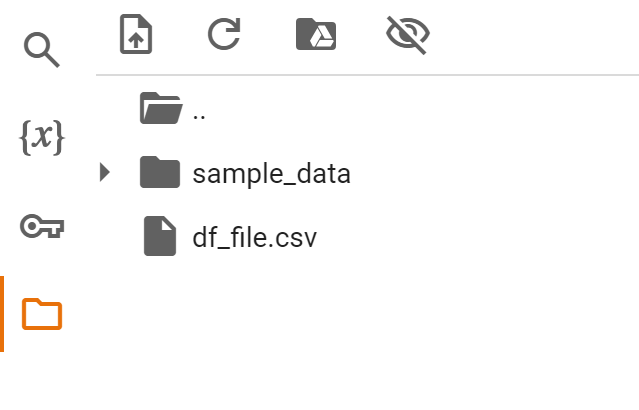 {x}
..
sample_data
df_file.csv